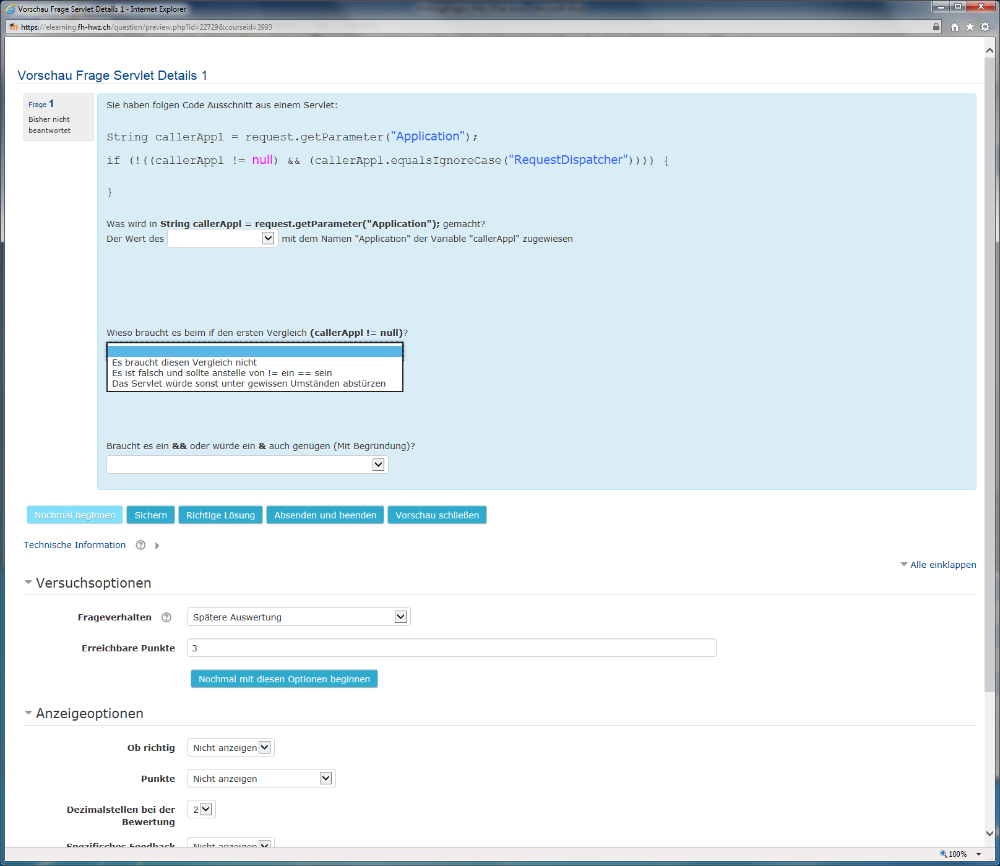 Vorschau Frage Servlet Details 1 - Internet Explorer
https://elearning.fh-hwz.ch/question/preview.php?id=22729&courseid=3993
Vorschau Frage Servlet Details 1
Frage 1
Bisher nicht
beantwortet
Sie haben folgen Code Ausschnitt aus einem Servlet:
String callerAppl = request.getParameter("Application");
if (!((callerAppl != null) && (callerAppl.equalsIgnoreCase("RequestDispatcher")))) {
}
Was wird in String callerAppl = request.getParameter("Application"); gemacht?
Der Wert des mit dem Namen "Application" der Variable "callerAppl" zugewiesen
Wieso braucht es beim if den ersten Vergleich (callerAppl != null)?
Es braucht diesen Vergleich nicht
Es ist falsch und sollte anstelle von != ein == sein
Das Servlet würde sonst unter gewissen Umständen abstürzen
Braucht es ein && oder würde ein & auch genügen (Mit Begründung)?
Nochmal beginnen Sichern Richtige Lösung Absenden und beenden Vorschau schließen
Technische Information
Alle einklappen
Versuchsoptionen
Frageverhalten Spätere Auswertung
Erreichbare Punkte 3
Nochmal mit diesen Optionen beginnen
Anzeigeoptionen
Ob richtig Nicht anzeigen
Punkte Nicht anzeigen
Dezimalstellen bei der 2
Bewertung
Spezifisches Feedback Nicht anzeigen
100%